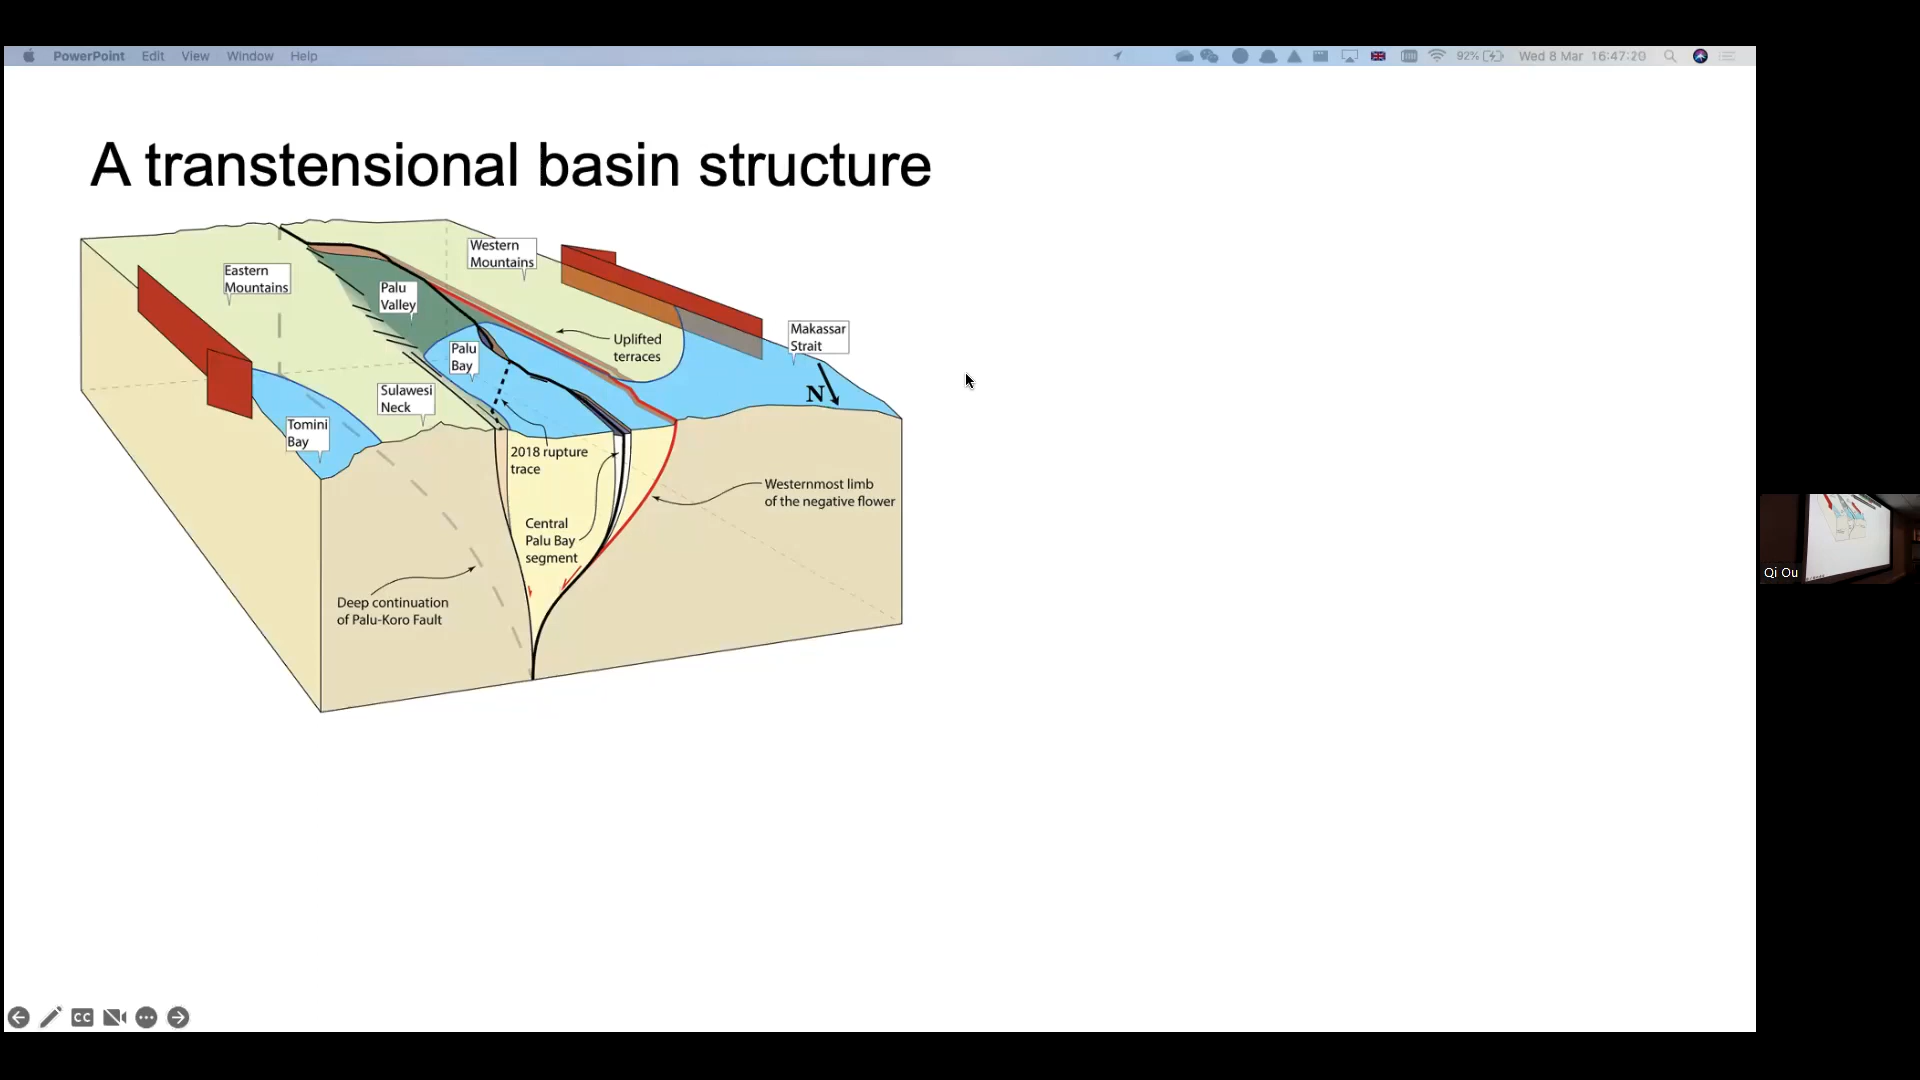 PowerPoint Edit View Window Help
92% Wed 8 Mar 16:47:20
A transtensional basin structure
Western
Mountains
Eastern
Mountains
Palu
Valley
Makassar
Strait
Uplifted
terraces
Palu
Bay
N
Sulawesi
Neck
Tomini
Bay
2018 rupture
trace
Westernmost limb
of the negative flower
Central
Palu Bay
segment
Deep continuation
of Palu-Koro Fault
Qi Ou
CC